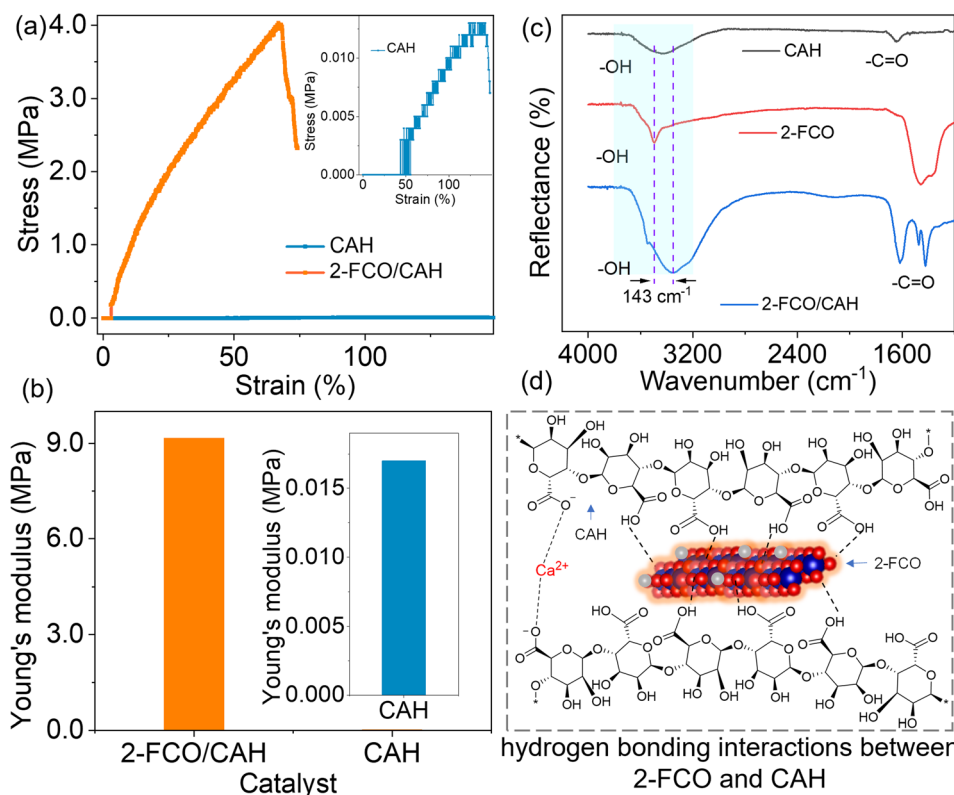 (a)
4.0
3.0
2.0
1.0
0.0
Stress (MPa)
0
50
100
Strain (%)
CAH
2-FCO/CAH
0.010
0.005
0.000
Stress (MPa)
CAH
0
50
100
Strain (%)
(c)
CAH
-OH
-C=O
2-FCO
-OH
-OH
143 cm-1
-C=O
2-FCO/CAH
Reflectance (%)
4000
3200
2400
1600
Wavenumber (cm-1)
(b)
9.0
6.0
3.0
0.0
Young's modulus (MPa)
2-FCO/CAH
CAH
Catalyst
0.015
0.010
0.005
0.000
Young's modulus (MPa)
CAH
(d)
CAH
Ca2+
2-FCO
hydrogen bonding interactions between
2-FCO and CAH